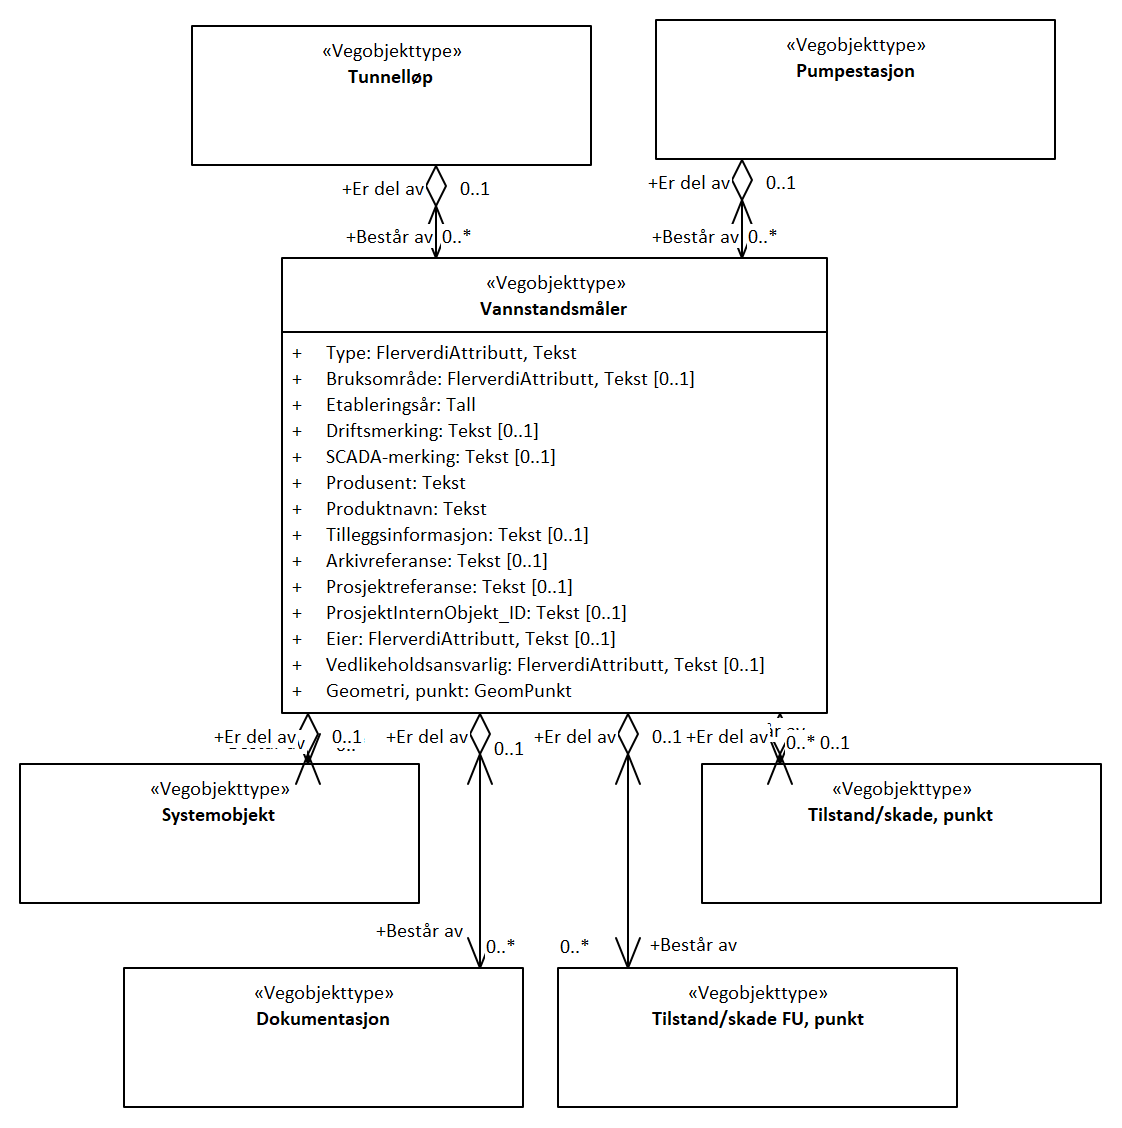 «Vegobjekttype»
Tunnelløp
«Vegobjekttype»
Pumpestasjon
+Er del av 0..1
+Er del av 0..1
+Består av 0..*
+Består av 0..*
«Vegobjekttype»
Vannstandsmåler
+ Type: FlerverdiAttributt, Tekst
+ Bruksområde: FlerverdiAttributt, Tekst [0..1]
+ Etableringsår: Tall
+ Driftsmerking: Tekst [0..1]
+ SCADA-merking: Tekst [0..1]
+ Produsent: Tekst
+ Produktnavn: Tekst
+ Tilleggsinformasjon: Tekst [0..1]
+ Arkivreferanse: Tekst [0..1]
+ Prosjektreferanse: Tekst [0..1]
+ ProsjektInternObjekt_ID: Tekst [0..1]
+ Eier: FlerverdiAttributt, Tekst [0..1]
+ Vedlikeholdsansvarlig: FlerverdiAttributt, Tekst [0..1]
+ Geometri, punkt: GeomPunkt
+Er del av 0..1
+Er del av 0..1
+Er del av 0..1
+Er del av 0..* 0..1
«Vegobjekttype»
Systemobjekt
«Vegobjekttype»
Tilstand/skade, punkt
+Består av 0..*
0..* +Består av
«Vegobjekttype»
Dokumentasjon
«Vegobjekttype»
Tilstand/skade FU, punkt